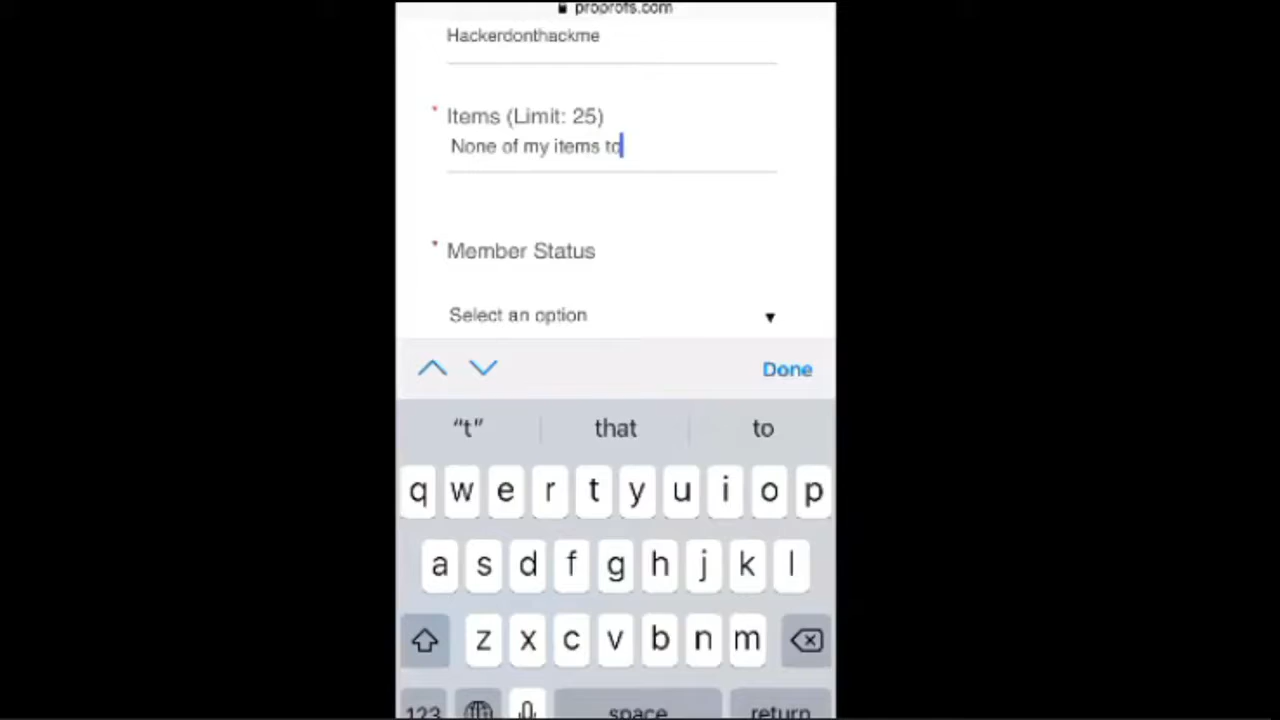 proprofs.com
Hackerdonthackme
* Items (Limit: 25)
None of my items to
* Member Status
Select an option ▼
Done
“t” that to
q w e r t y u i o p
a s d f g h j k l
z x c v b n m
123 space return